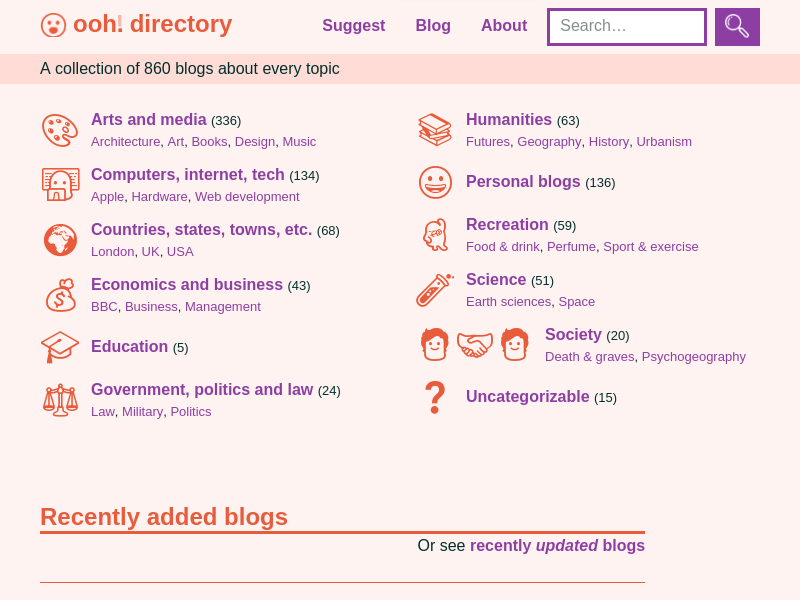 ooh! directory
Suggest
Blog
About
Search…
A collection of 860 blogs about every topic
Arts and media (336)
Architecture, Art, Books, Design, Music
Computers, internet, tech (134)
Apple, Hardware, Web development
Countries, states, towns, etc. (68)
London, UK, USA
Economics and business (43)
BBC, Business, Management
Education (5)
Government, politics and law (24)
Law, Military, Politics
Humanities (63)
Futures, Geography, History, Urbanism
Personal blogs (136)
Recreation (59)
Food & drink, Perfume, Sport & exercise
Science (51)
Earth sciences, Space
Society (20)
Death & graves, Psychogeography
Uncategorizable (15)
Recently added blogs
Or see recently updated blogs